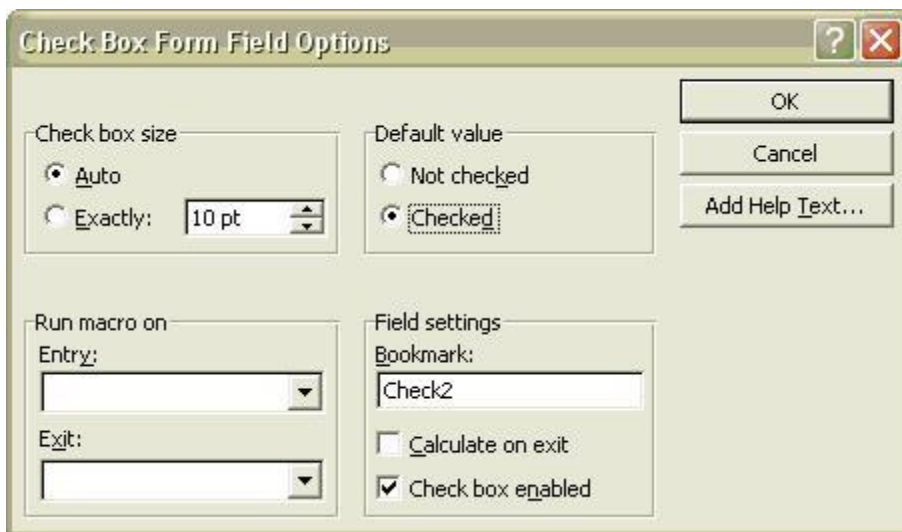 Check Box Form Field Options
OK
Check box size
Default value
Auto
Not checked
Cancel
Exactly:
10 pt
Checked
Add Help Text...
Run macro on
Field settings
Entry:
Bookmark:
Check2
Exit:
Calculate on exit
Check box enabled